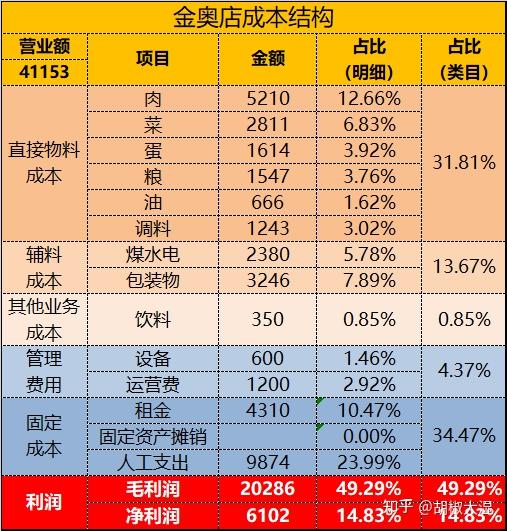 金奥店成本结构
营业额 项目 金额 占比（明细） 占比（类目）
41153
直接物料成本 肉 5210 12.66% 31.81%
菜 2811 6.83%
蛋 1614 3.92%
粮 1547 3.76%
油 666 1.62%
调料 1243 3.02%
辅料成本 煤水电 2380 5.78% 13.67%
包装物 3246 7.89%
其他业务成本 饮料 350 0.85% 0.85%
管理费用 设备 600 1.46% 4.37%
运营费 1200 2.92%
固定成本 租金 4310 10.47% 34.47%
固定资产摊销 0.00%
人工支出 9874 23.99%
利润 毛利润 20286 49.29% 49.29%
净利润 6102 14.83% 14.83%
知乎 @胡椒大温